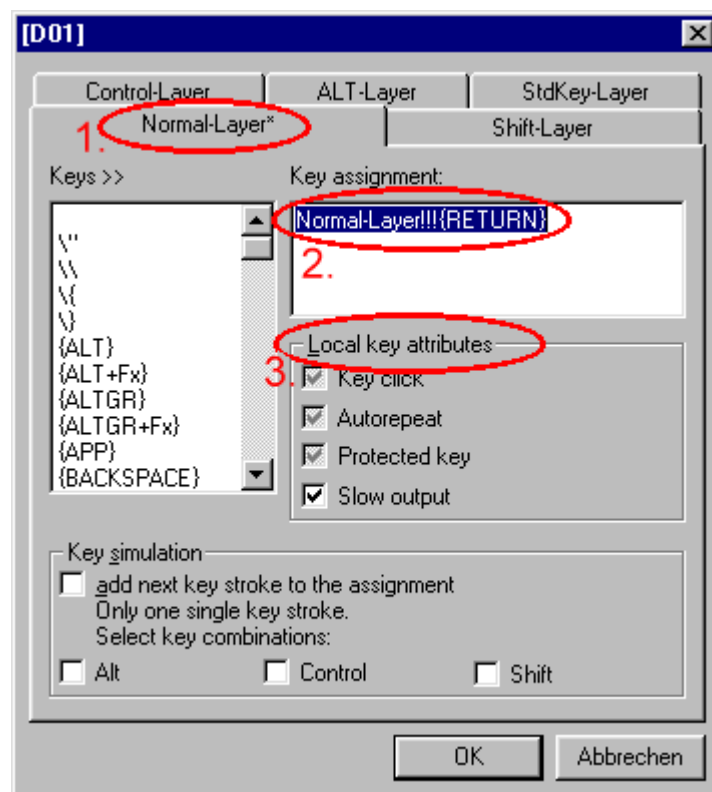 [D01]
Control-Layer ALT-Layer StdKey-Layer
1. Normal-Layer* Shift-Layer
Keys >> Key assignment:
Normal-Layer!!!{RETURN}
2.
\"
\\
\{
\}
{ALT}
{ALT+Fx}
{ALTGR}
{ALTGR+Fx}
{APP}
{BACKSPACE}
Local key attributes
3. Key click
Autorepeat
Protected key
Slow output
Key simulation
add next key stroke to the assignment
Only one single key stroke.
Select key combinations:
Alt Control Shift
OK Abbrechen